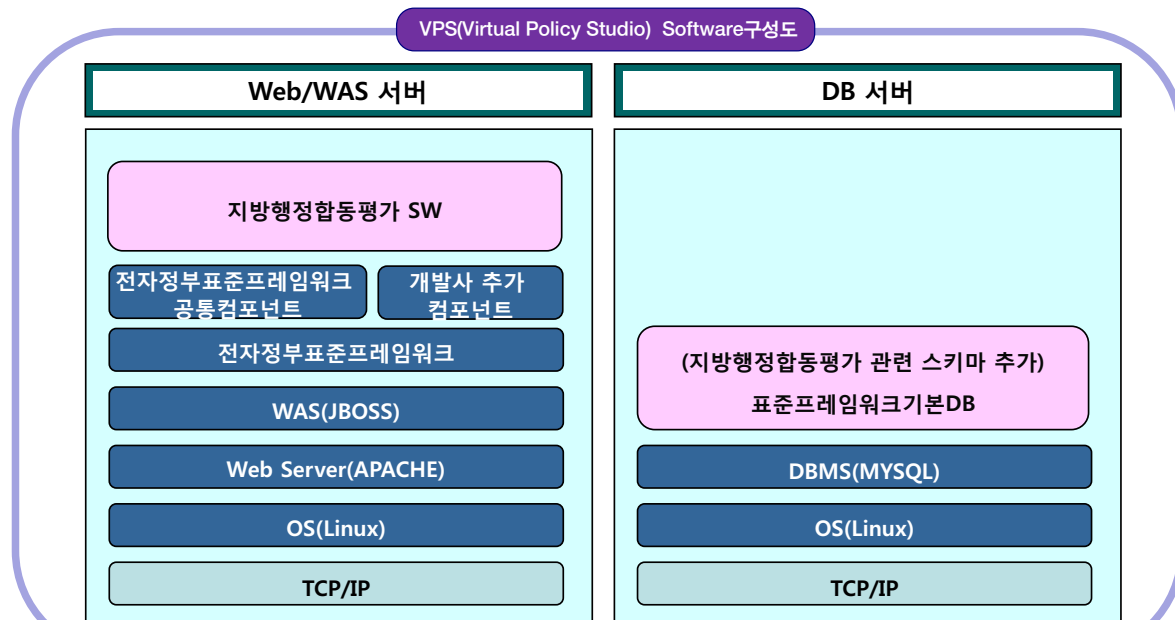 VPS(Virtual Policy Studio) Software구성도
Web/WAS 서버
지방행정합동평가 SW
전자정부표준프레임워크
공통컴포넌트
개발사 추가
컴포넌트
전자정부표준프레임워크
WAS(JBOSS)
Web Server(APACHE)
OS(Linux)
TCP/IP
DB 서버
(지방행정합동평가 관련 스키마 추가)
표준프레임워크기본DB
DBMS(MYSQL)
OS(Linux)
TCP/IP